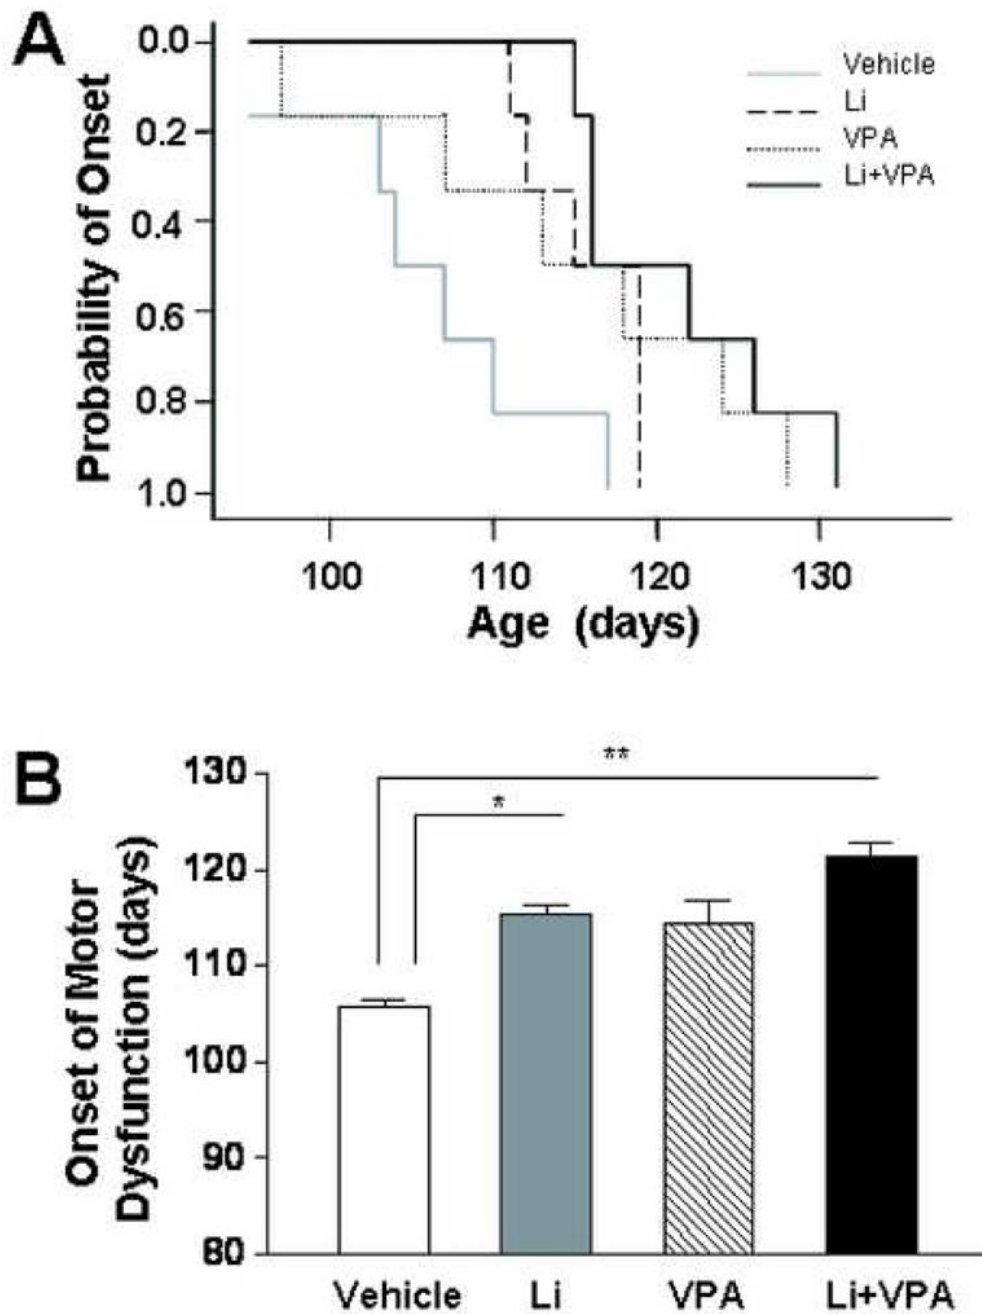 A
Probability of Onset
0.0
0.2
0.4
0.6
0.8
1.0
Vehicle
Li
VPA
Li+VPA
100 110 120 130
Age (days)
B
Onset of Motor
Dysfunction (days)
130
120
110
100
90
80
**
*
Vehicle Li VPA Li+VPA